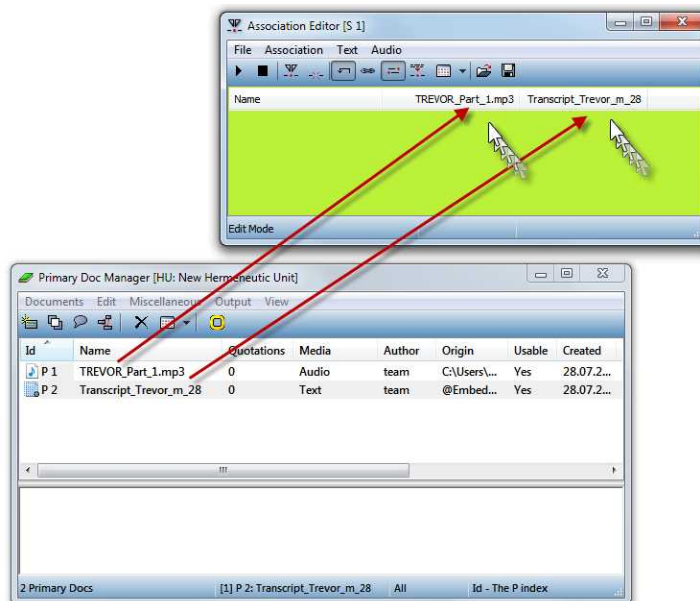 Association Editor [S 1]
File Association Text Audio
Name TREVOR_Part_1.mp3 Transcript_Trevor_m_28
Edit Mode
Primary Doc Manager [HU: New Hermeneutic Unit]
Documents Edit Miscellaneous Output View
Id Name Quotations Media Author Origin Usable Created
P 1 TREVOR_Part_1.mp3 0 Audio team C:\Users\... Yes 28.07.2...
P 2 Transcript_Trevor_m_28 0 Text team @Embed... Yes 28.07.2...
2 Primary Docs [1] P 2: Transcript_Trevor_m_28 All Id - The P index